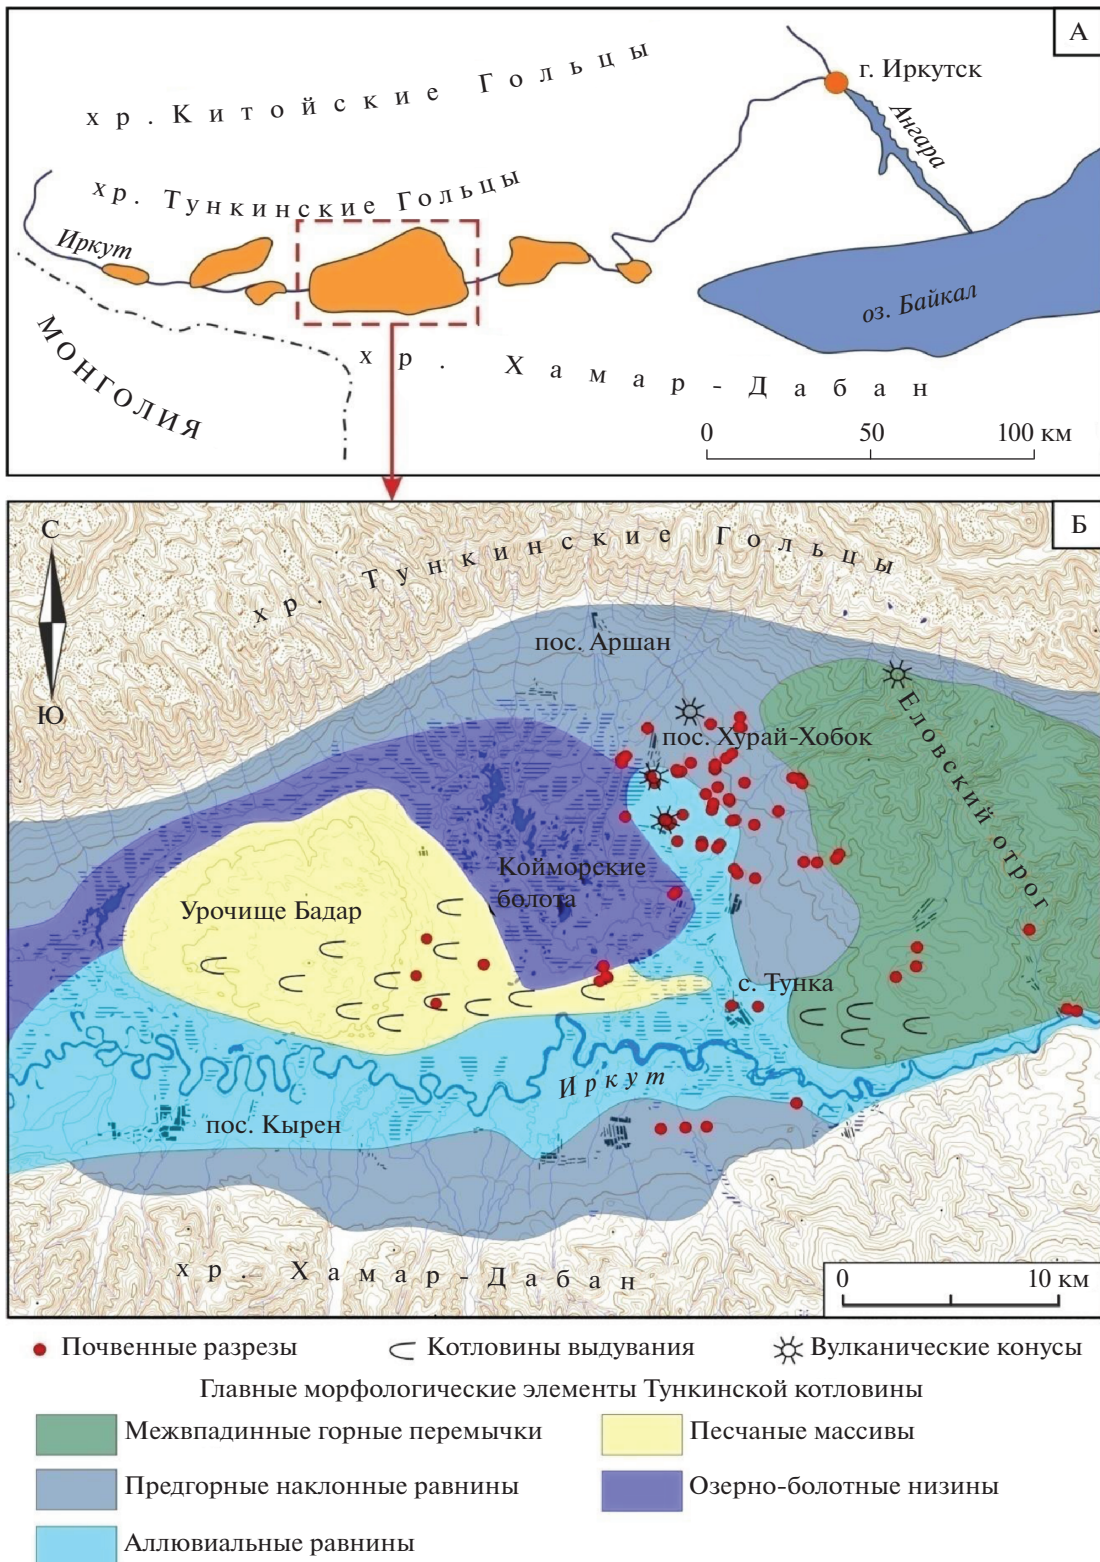 А
г. Иркутск
хр. Китойские Гольцы
Ангара
хр. Тункинские Гольцы
Иркут
оз. Байкал
МОНГОЛИЯ
хр. Хамар-Дабан
0 50 100 км
Б
С
Ю
хр. Тункинские Гольцы
пос. Аршан
пос. Хурай-Хобок
Еловский отрог
Койморские
болота
Урочище Бадар
с. Тунка
Иркут
пос. Кырен
хр. Хамар-Дабан
0 10 км
Почвенные разрезы
Котловины выдувания
Вулканические конусы
Главные морфологические элементы Тункинской котловины
Межвпадинные горные перемычки
Песчаные массивы
Предгорные наклонные равнины
Озерно-болотные низины
Аллювиальные равнины